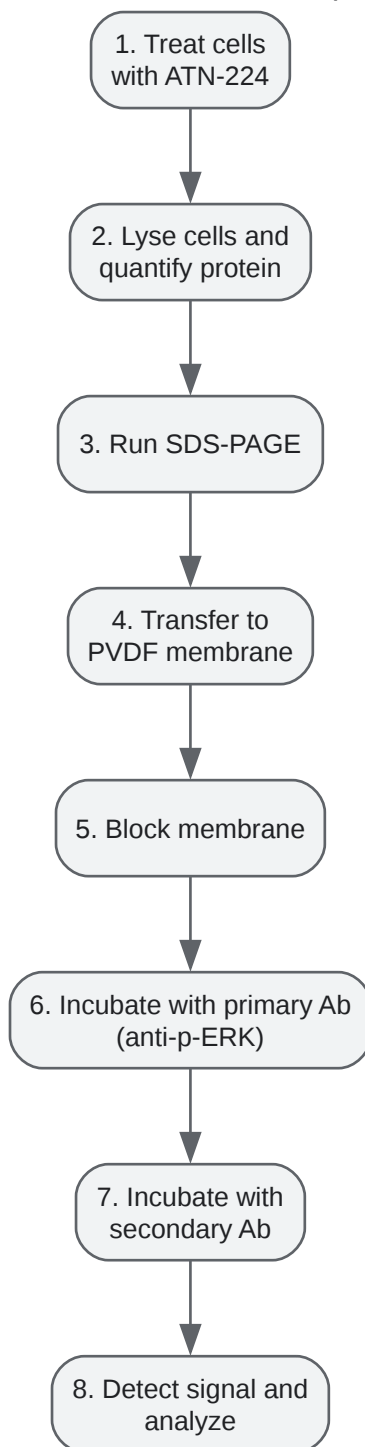 1. Treat cells
with ATN-224
2. Lyse cells and
quantify protein
3. Run SDS-PAGE
4. Transfer to
PVDF membrane
5. Block membrane
6. Incubate with primary Ab
(anti-p-ERK)
7. Incubate with
secondary Ab
8. Detect signal and
analyze